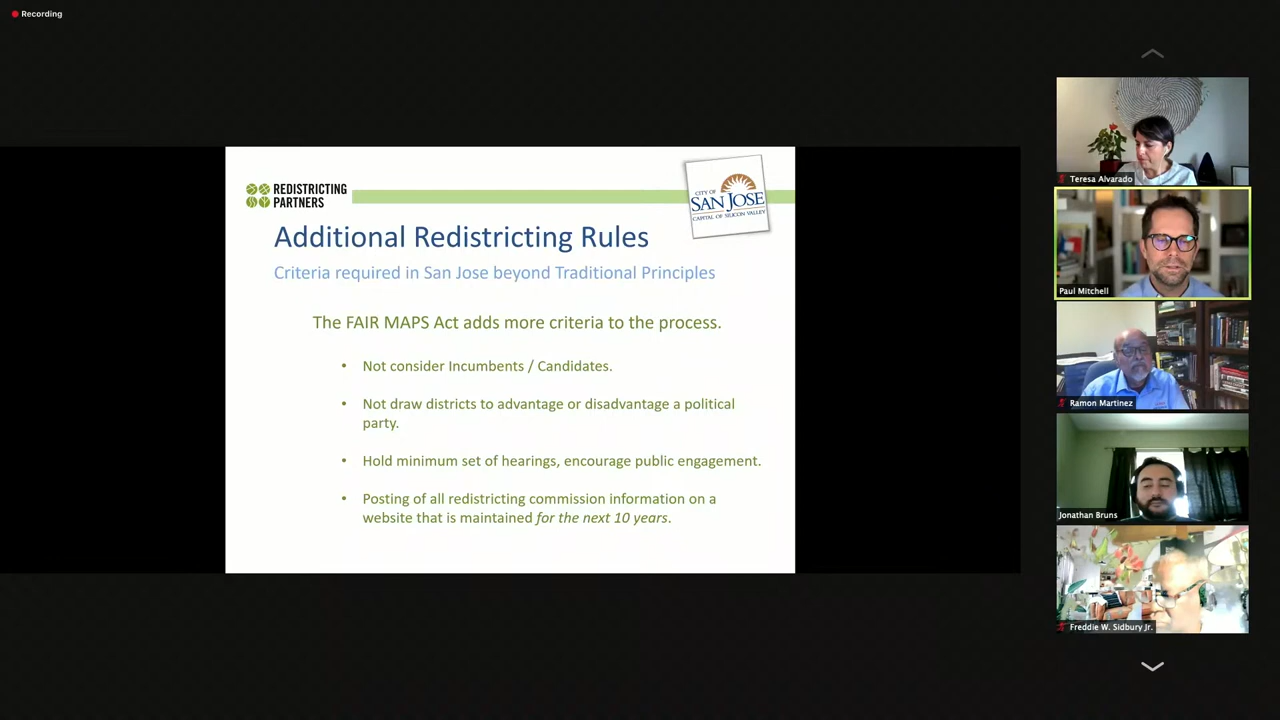 Recording
REDISTRICTING
PARTNERS
CITY OF
SAN JOSE
CAPITAL OF SILICON VALLEY
Additional Redistricting Rules
Criteria required in San Jose beyond Traditional Principles
The FAIR MAPS Act adds more criteria to the process.
• Not consider Incumbents / Candidates.
• Not draw districts to advantage or disadvantage a political
party.
• Hold minimum set of hearings, encourage public engagement.
• Posting of all redistricting commission information on a
website that is maintained for the next 10 years.
Teresa Alvarado
Paul Mitchell
Ramon Martinez
Jonathan Bruns
Freddie W. Sidbury Jr.